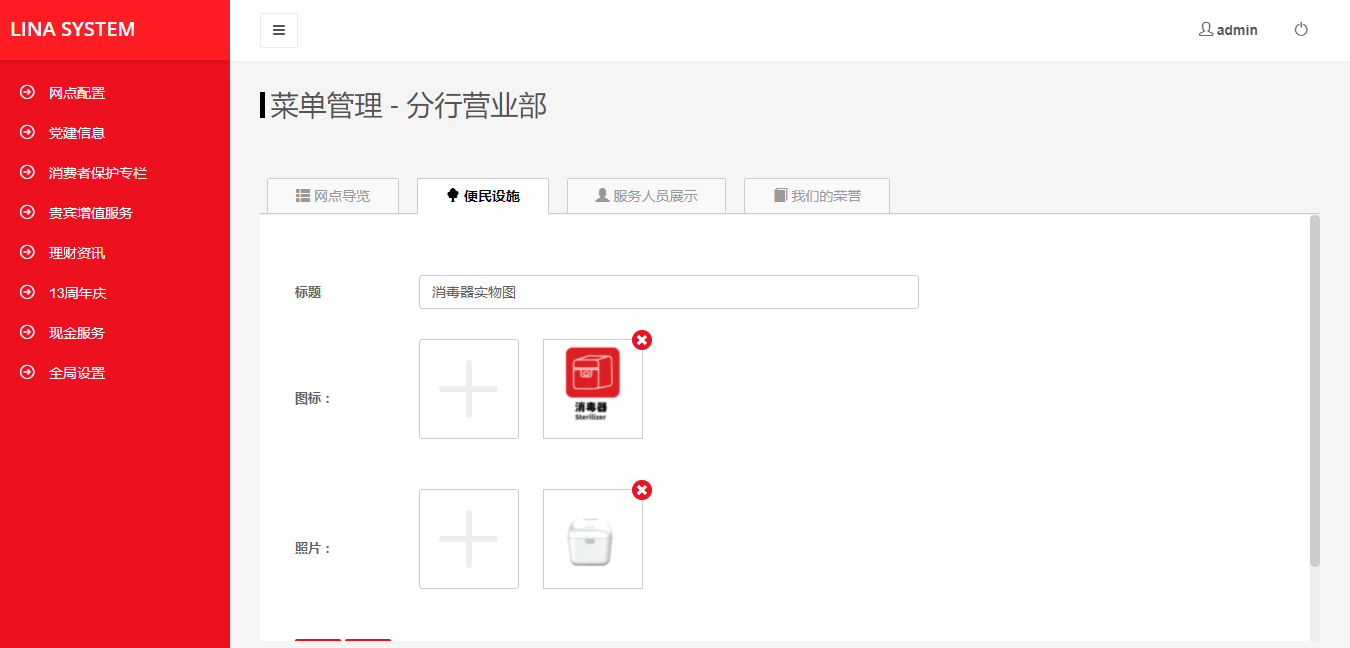 LINA SYSTEM
admin
网点配置
党建信息
消费者保护专栏
贵宾增值服务
理财资讯
13周年庆
现金服务
全局设置
菜单管理 - 分行营业部
网点导览
便民设施
服务人员展示
我们的荣誉
标题
消毒器实物图
图标：
消毒器
Sterilizer
照片：